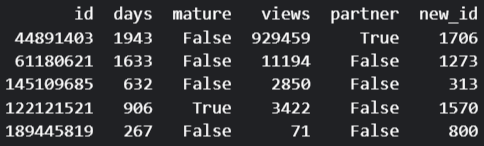 id days mature views partner new_id
44891403 1943 False 929459 True 1706
61180621 1633 False 11194 False 1273
145109685 632 False 2850 False 313
122121521 906 True 3422 False 1570
189445819 267 False 71 False 800